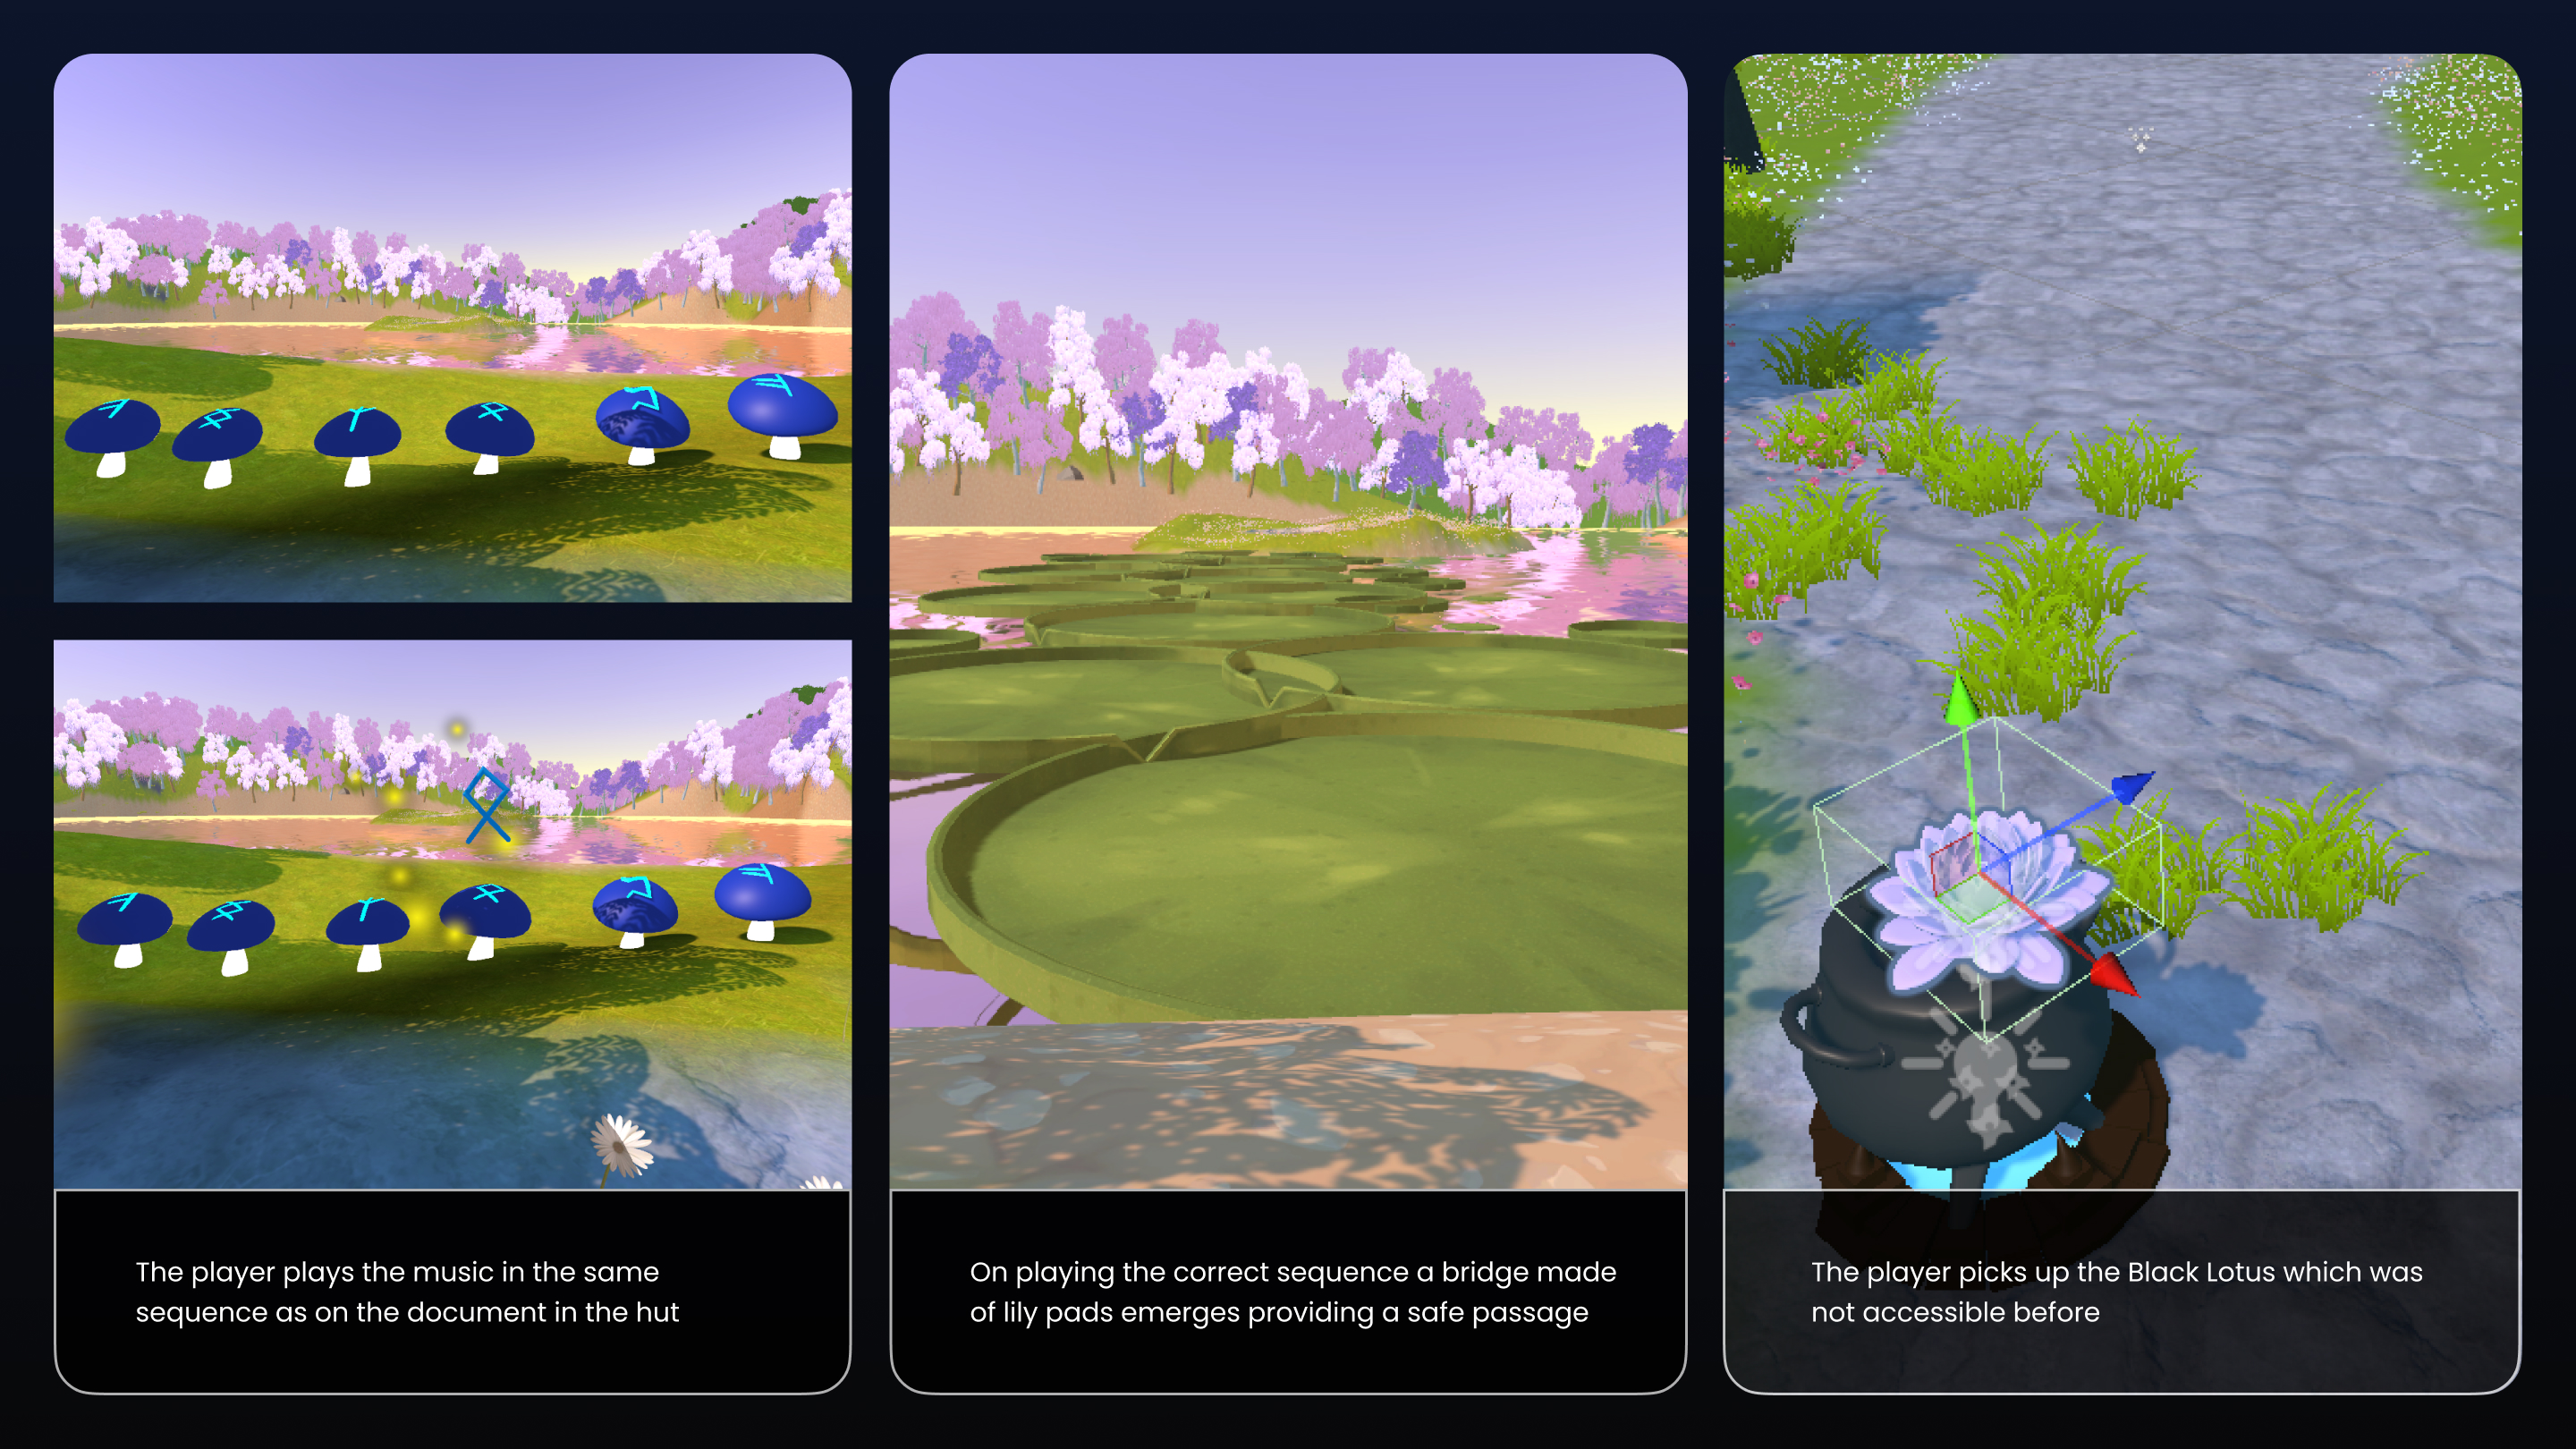 The player plays the music in the same
sequence as on the document in the hut
On playing the correct sequence a bridge made
of lily pads emerges providing a safe passage
The player picks up the Black Lotus which was
not accessible before